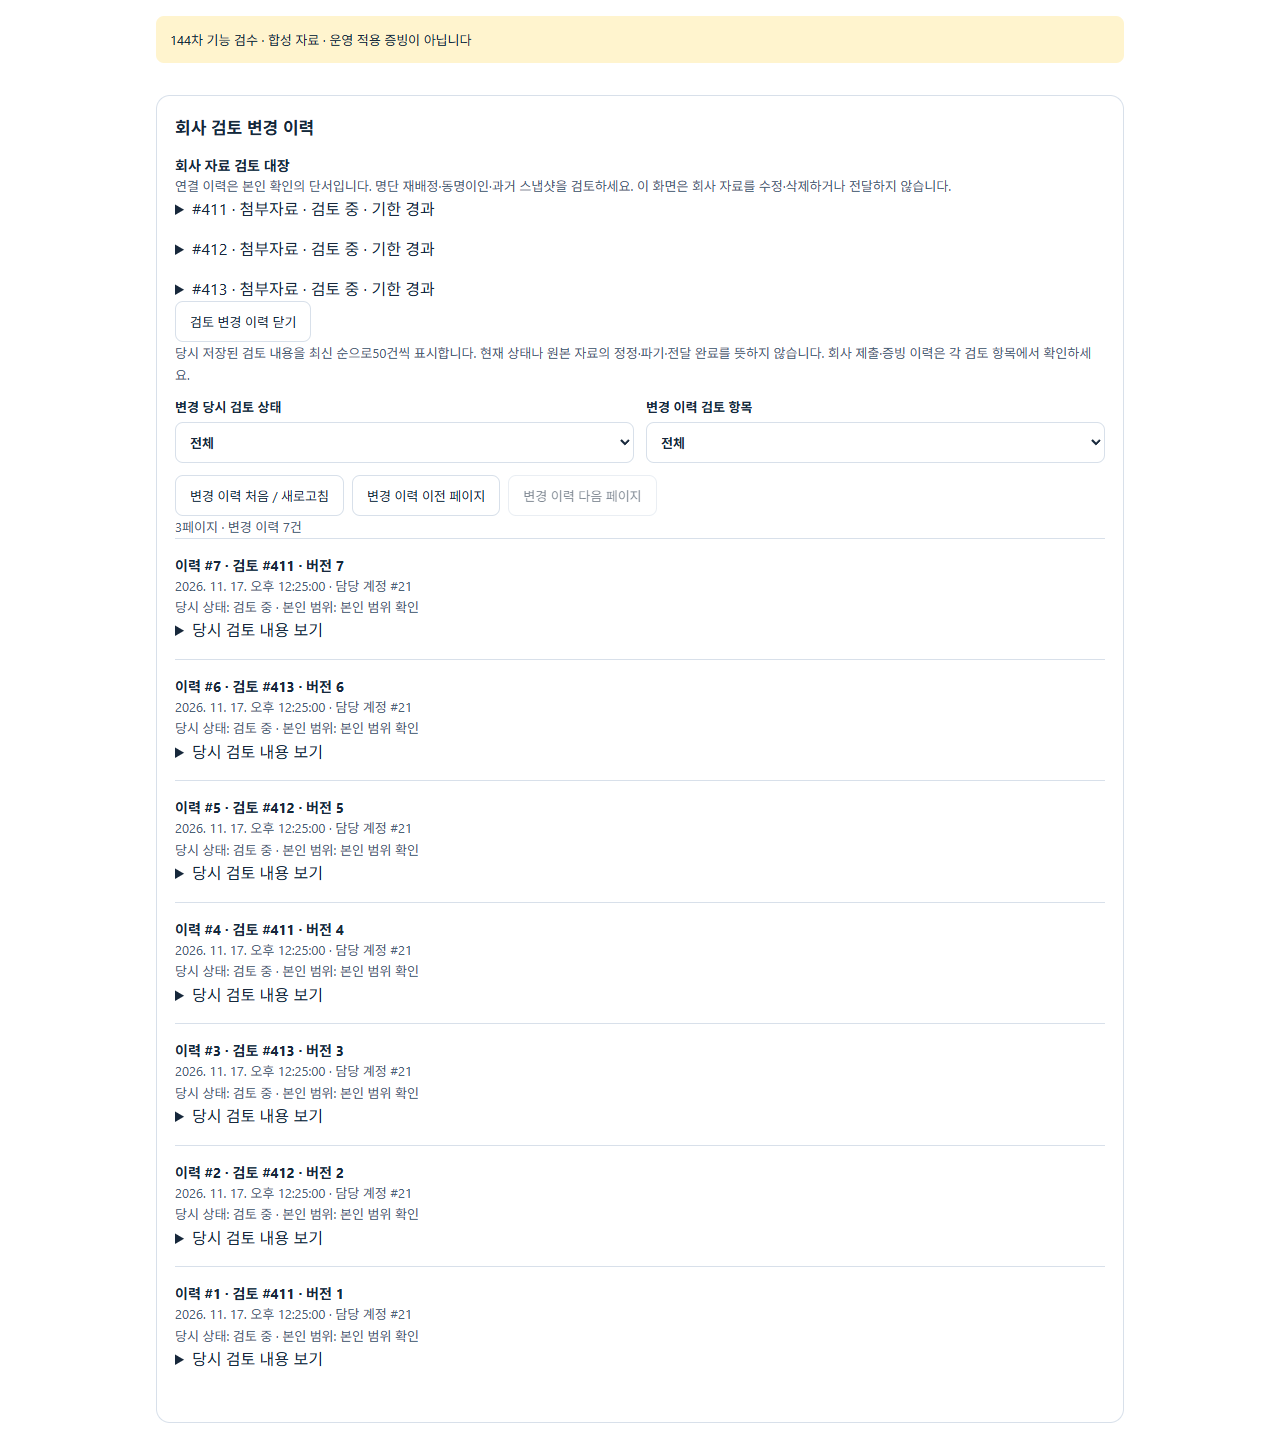 144차 기능 검수 · 합성 자료 · 운영 적용 증빙이 아닙니다
회사 검토 변경 이력
회사 자료 검토 대장
연결 이력은 본인 확인의 단서입니다. 명단 재배정·동명이인·과거 스냅샷을 검토하세요. 이 화면은 회사 자료를 수정·삭제하거나 전달하지 않습니다.
▶ #411 · 첨부자료 · 검토 중 · 기한 경과
▶ #412 · 첨부자료 · 검토 중 · 기한 경과
▶ #413 · 첨부자료 · 검토 중 · 기한 경과
검토 변경 이력 닫기
당시 저장된 검토 내용을 최신 순으로50건씩 표시합니다. 현재 상태나 원본 자료의 정정·파기·전달 완료를 뜻하지 않습니다. 회사 제출·증빙 이력은 각 검토 항목에서 확인하세
요.
변경 당시 검토 상태 변경 이력 검토 항목
전체 전체
변경 이력 처음 / 새로고침 변경 이력 이전 페이지 변경 이력 다음 페이지
3페이지 · 변경 이력 7건
이력 #7 · 검토 #411 · 버전 7
2026. 11. 17. 오후 12:25:00 · 담당 계정 #21
당시 상태: 검토 중 · 본인 범위: 본인 범위 확인
▶ 당시 검토 내용 보기
이력 #6 · 검토 #413 · 버전 6
2026. 11. 17. 오후 12:25:00 · 담당 계정 #21
당시 상태: 검토 중 · 본인 범위: 본인 범위 확인
▶ 당시 검토 내용 보기
이력 #5 · 검토 #412 · 버전 5
2026. 11. 17. 오후 12:25:00 · 담당 계정 #21
당시 상태: 검토 중 · 본인 범위: 본인 범위 확인
▶ 당시 검토 내용 보기
이력 #4 · 검토 #411 · 버전 4
2026. 11. 17. 오후 12:25:00 · 담당 계정 #21
당시 상태: 검토 중 · 본인 범위: 본인 범위 확인
▶ 당시 검토 내용 보기
이력 #3 · 검토 #413 · 버전 3
2026. 11. 17. 오후 12:25:00 · 담당 계정 #21
당시 상태: 검토 중 · 본인 범위: 본인 범위 확인
▶ 당시 검토 내용 보기
이력 #2 · 검토 #412 · 버전 2
2026. 11. 17. 오후 12:25:00 · 담당 계정 #21
당시 상태: 검토 중 · 본인 범위: 본인 범위 확인
▶ 당시 검토 내용 보기
이력 #1 · 검토 #411 · 버전 1
2026. 11. 17. 오후 12:25:00 · 담당 계정 #21
당시 상태: 검토 중 · 본인 범위: 본인 범위 확인
▶ 당시 검토 내용 보기